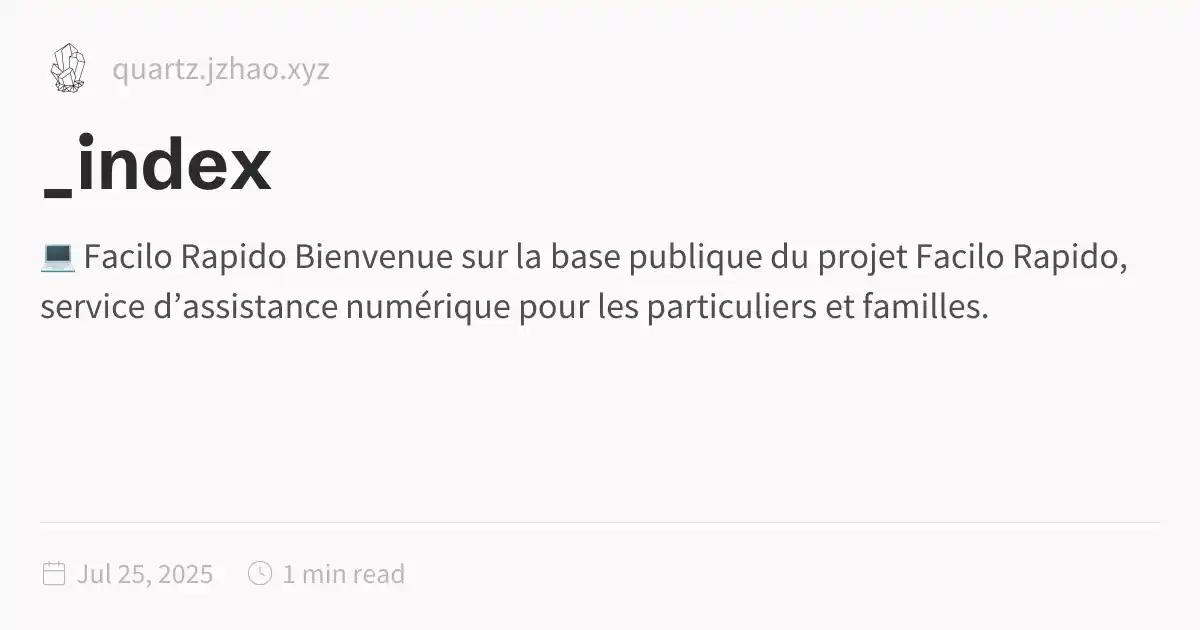 quartz.jzhao.xyz
_index
💻 Facilo Rapido Bienvenue sur la base publique du projet Facilo Rapido,
service d’assistance numérique pour les particuliers et familles.
Jul 25, 2025 1 min read